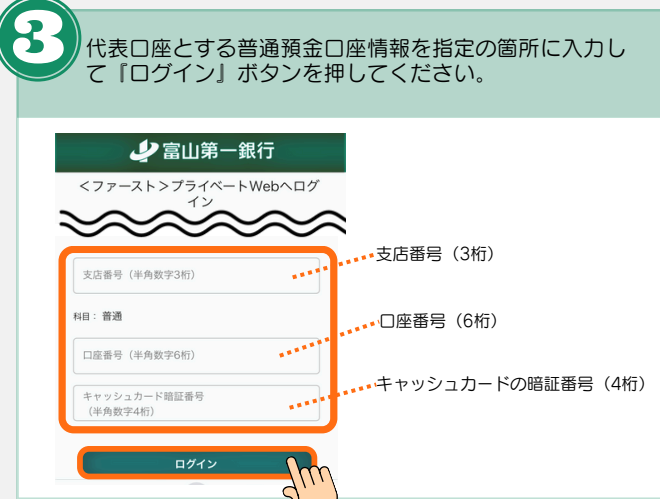 3
代表口座とする普通預金口座情報を指定の箇所に入力し
て『ログイン』ボタンを押してください。
富山第一銀行
＜ファースト＞プライベートWebへログ
イン
支店番号（半角数字3桁）
支店番号（3桁）
科目： 普通
口座番号（半角数字6桁）
口座番号（6桁）
キャッシュカード暗証番号
（半角数字4桁）
キャッシュカードの暗証番号（4桁）
ログイン